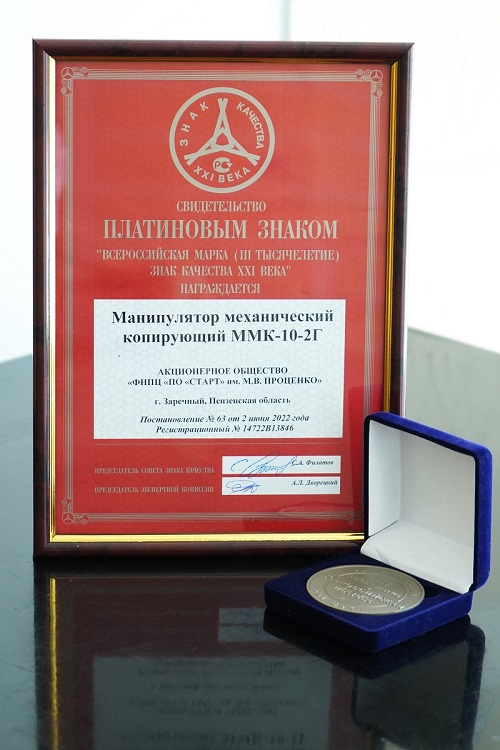 ЗНАК КАЧЕСТВА
РСТ
XXI ВЕКА
СВИДЕТЕЛЬСТВО
ПЛАТИНОВЫМ ЗНАКОМ
"ВСЕРОССИЙСКАЯ МАРКА (III ТЫСЯЧЕЛЕТИЕ)
ЗНАК КАЧЕСТВА XXI ВЕКА"
НАГРАЖДАЕТСЯ
Манипулятор механический
копирующий ММК-10-2Г
АКЦИОНЕРНОЕ ОБЩЕСТВО
«ФНПЦ «ПО «СТАРТ» им. М.В. ПРОЦЕНКО»
г. Заречный, Пензенская область
Постановление № 63 от 2 июня 2022 года
Регистрационный № 14722В13846
ПРЕДСЕДАТЕЛЬ СОВЕТА ЗНАКА КАЧЕСТВА С.А. Филатов
ПРЕДСЕДАТЕЛЬ ЭКСПЕРТНОЙ КОМИССИИ А.Л. Дворецкий